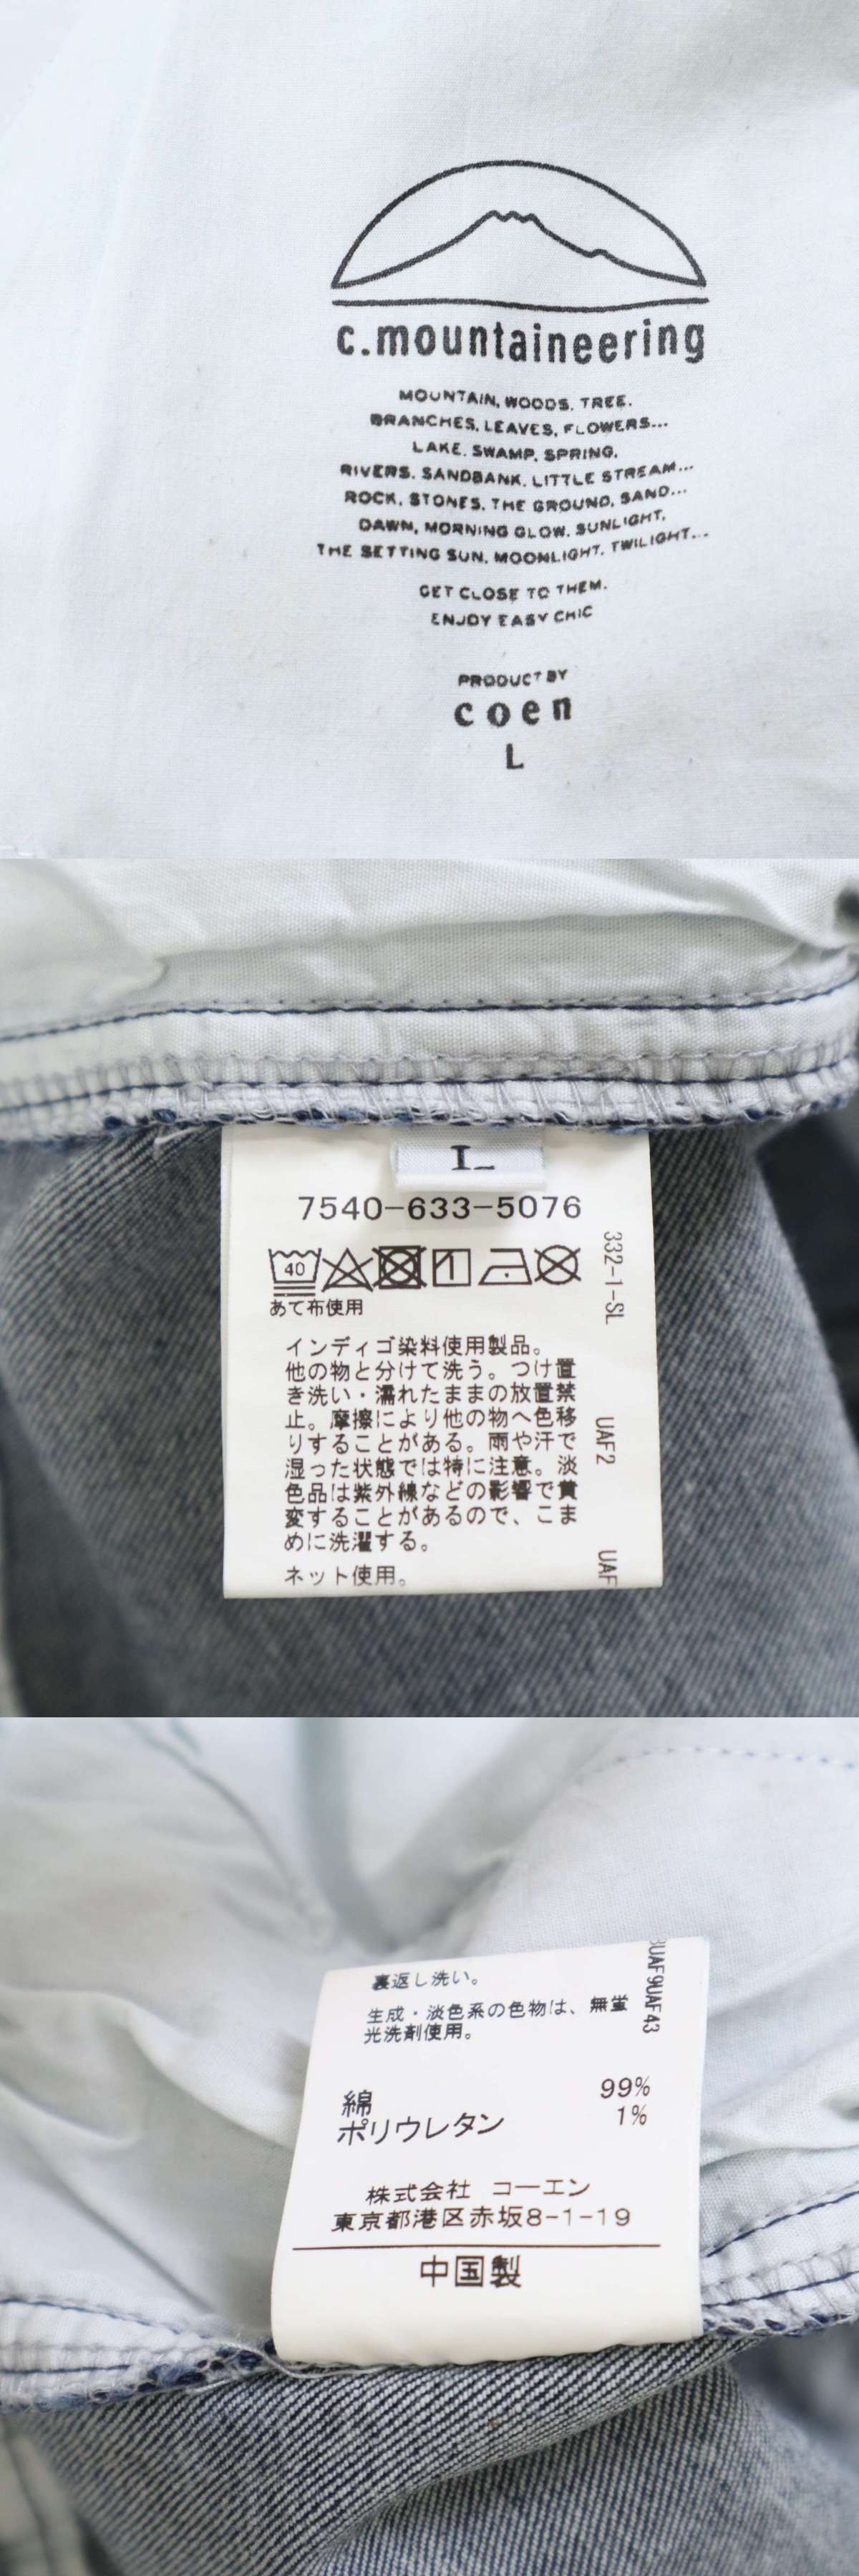 c.mountaineering
MOUNTAIN, WOODS, TREE.
BRANCHES, LEAVES, FLOWERS...
LAKE, SWAMP, SPRING,
RIVERS, SANDBANK, LITTLE STREAM...
ROCK, STONES, THE GROUND, SAND...
DAWN, MORNING GLOW, SUNLIGHT,
THE SETTING SUN, MOONLIGHT, TWILIGHT...
GET CLOSE TO THEM.
ENJOY EASY CHIC
PRODUCT BY
coen
L
L
7540-633-5076
40
あて布使用
インディゴ染料使用製品。
他の物と分けて洗う。つけ置
き洗い・濡れたままの放置禁
止。摩擦により他の物へ色移
りすることがある。雨や汗で
湿った状態では特に注意。淡
色品は紫外線などの影響で黄
変することがあるので、こま
めに洗濯する。
ネット使用。
332-1-SL
UAF2
UAF
裏返し洗い。
生成・淡色系の色物は、無蛍
光洗剤使用。
綿 99%
ポリウレタン 1%
株式会社 コーエン
東京都港区赤坂8-1-19
中国製
UAF9UAF43